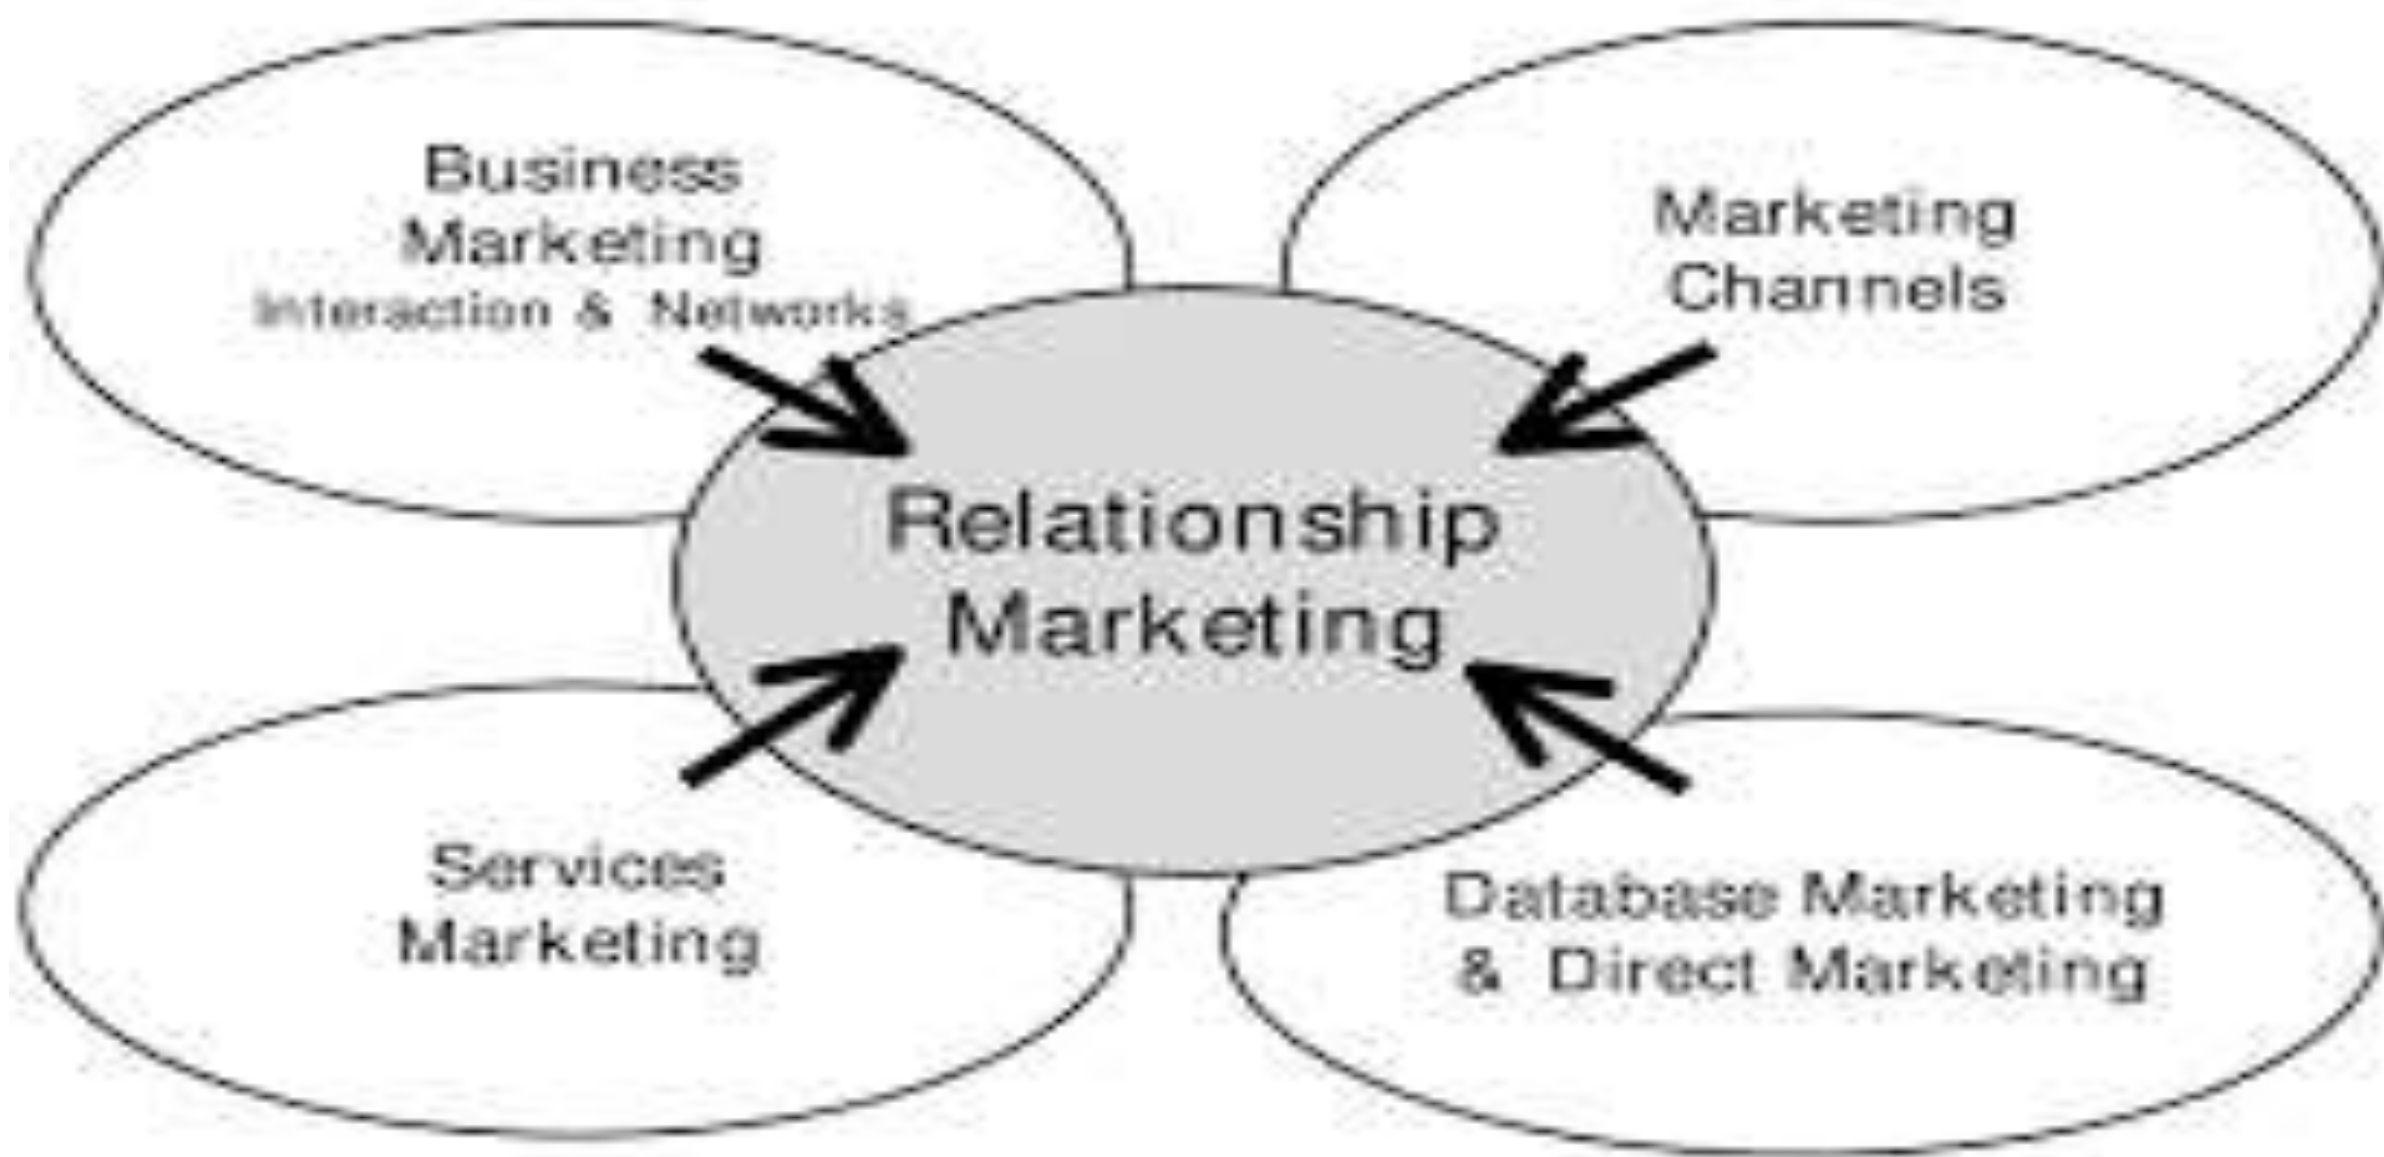 Business
Marketing
Interaction & Networks
Marketing
Channels
Relationship
Marketing
Services
Marketing
Database Marketing
& Direct Marketing